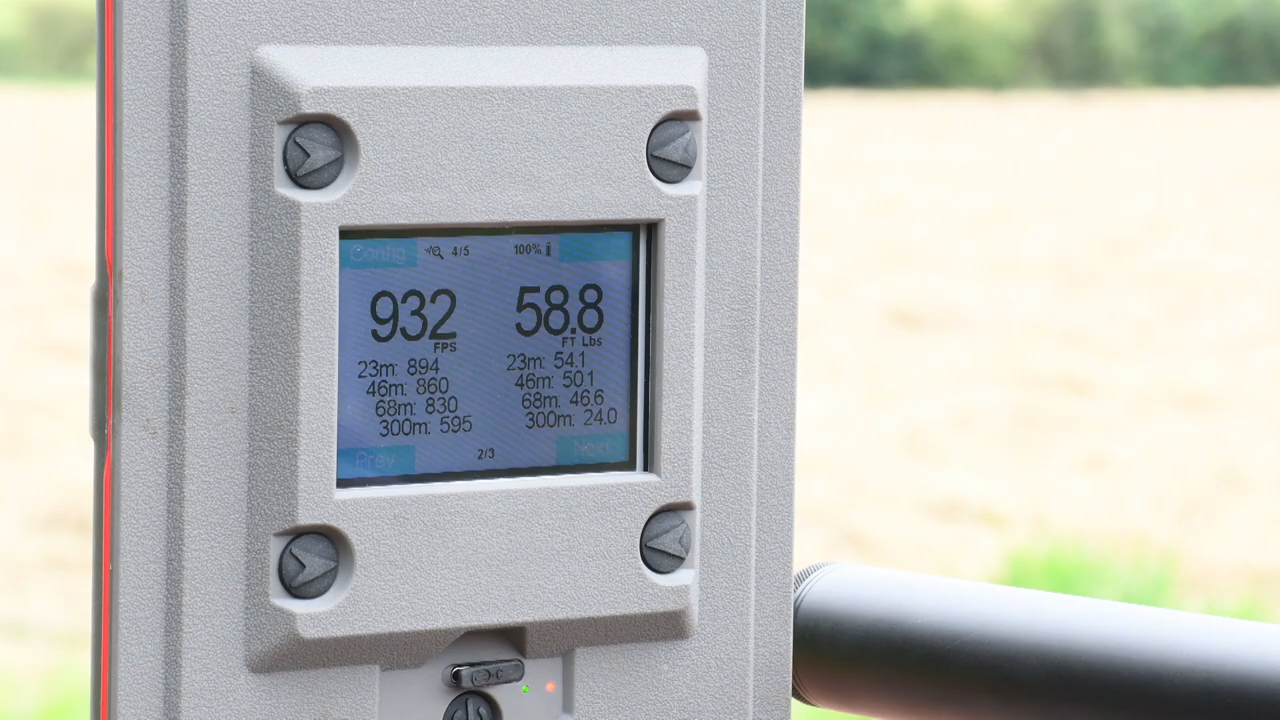 Config 4/5 100%
932 FPS 58.8 FT Lbs
23m: 894 23m: 54.1
46m: 860 46m: 50.1
68m: 830 68m: 46.6
300m: 595 300m: 24.0
Prev 2/3 Next